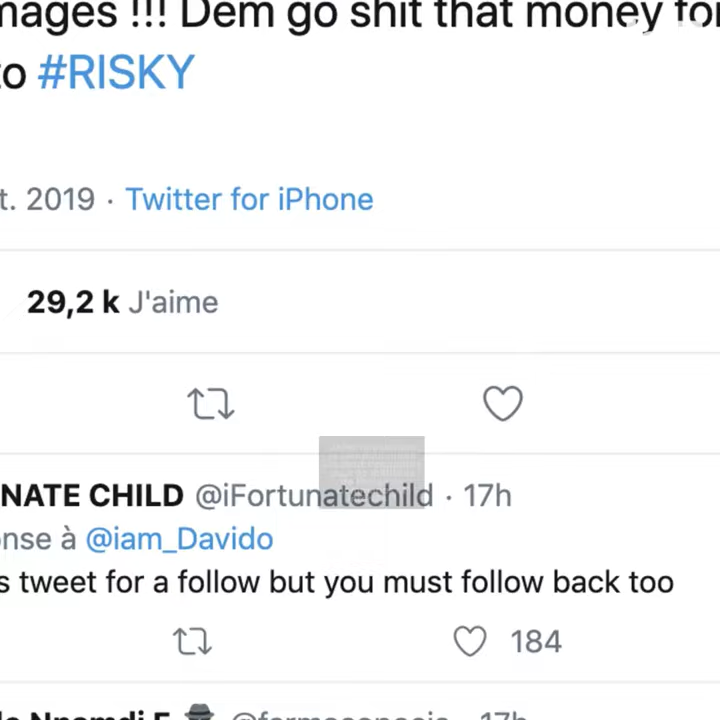 mages !!! Dem go shit that money for
to #RISKY
t. 2019 · Twitter for iPhone
29,2 k J'aime
NATE CHILD @iFortunatechild · 17h
nse à @iam_Davido
s tweet for a follow but you must follow back too
184